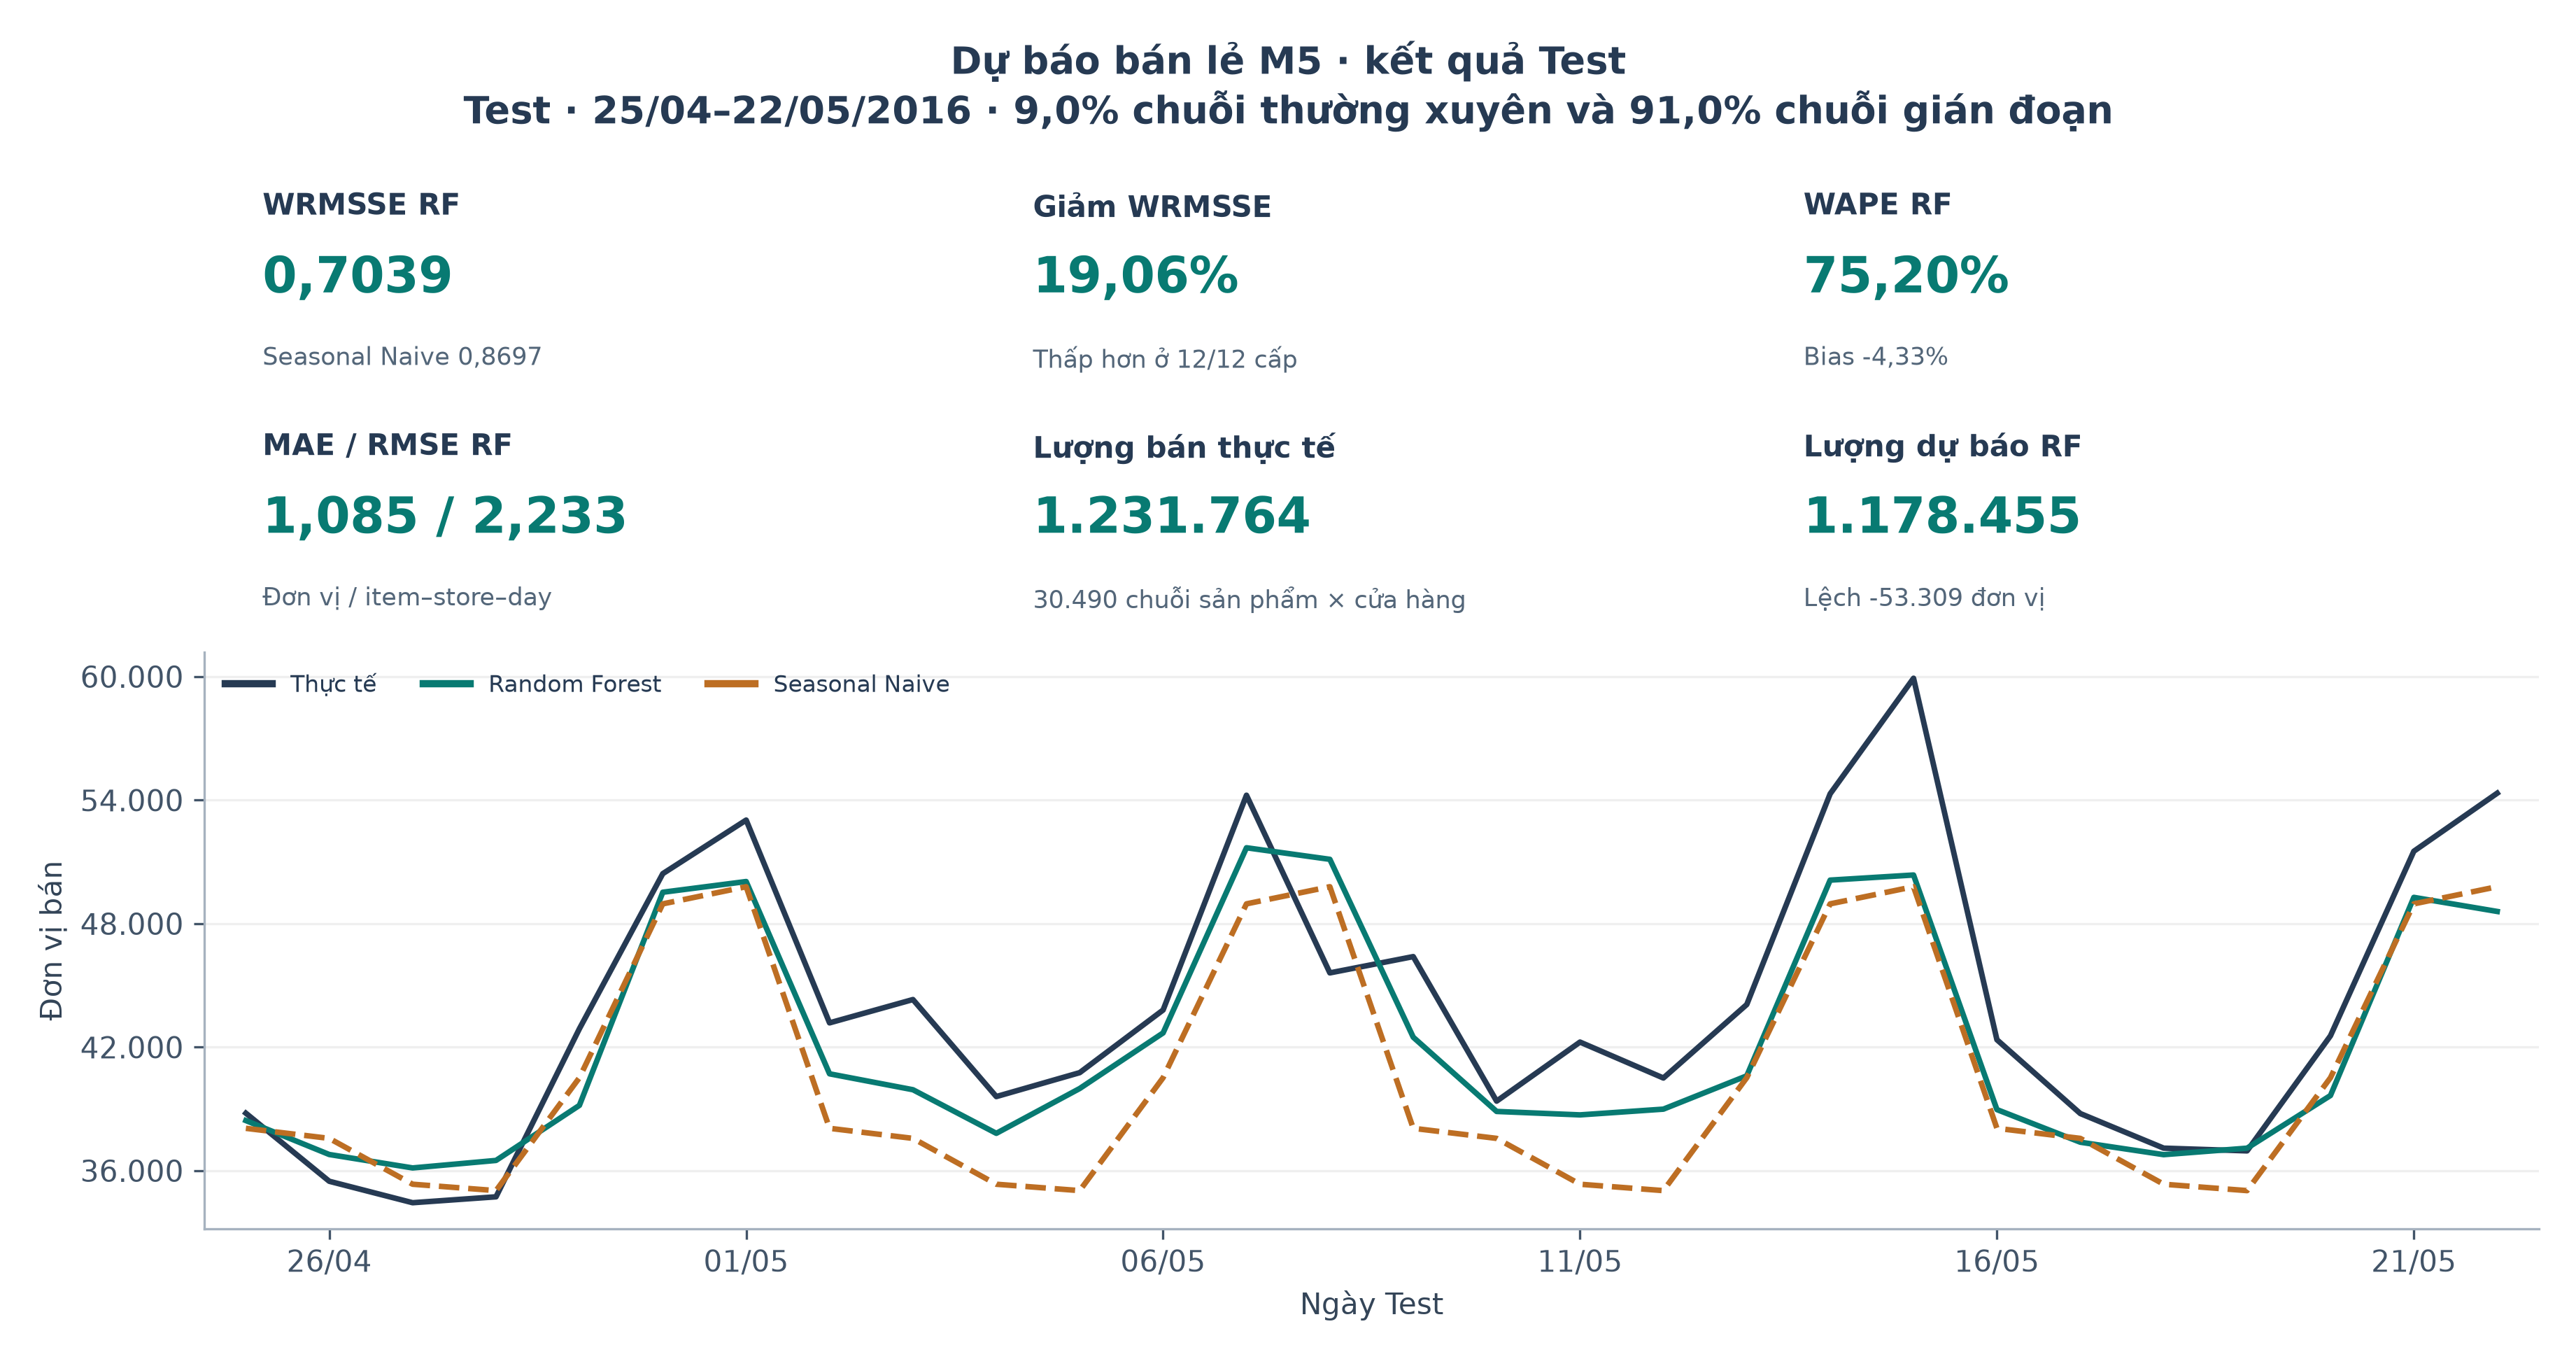 Dự báo bán lẻ M5 · kết quả Test
Test · 25/04–22/05/2016 · 9,0% chuỗi thường xuyên và 91,0% chuỗi gián đoạn
WRMSSE RF
0,7039
Seasonal Naive 0,8697
Giảm WRMSSE
19,06%
Thấp hơn ở 12/12 cấp
WAPE RF
75,20%
Bias -4,33%
MAE / RMSE RF
1,085 / 2,233
Đơn vị / item–store–day
Lượng bán thực tế
1.231.764
30.490 chuỗi sản phẩm × cửa hàng
Lượng dự báo RF
1.178.455
Lệch -53.309 đơn vị
Thực tế
Random Forest
Seasonal Naive
60.000
54.000
48.000
42.000
36.000
Đơn vị bán
26/04
01/05
06/05
11/05
16/05
21/05
Ngày Test